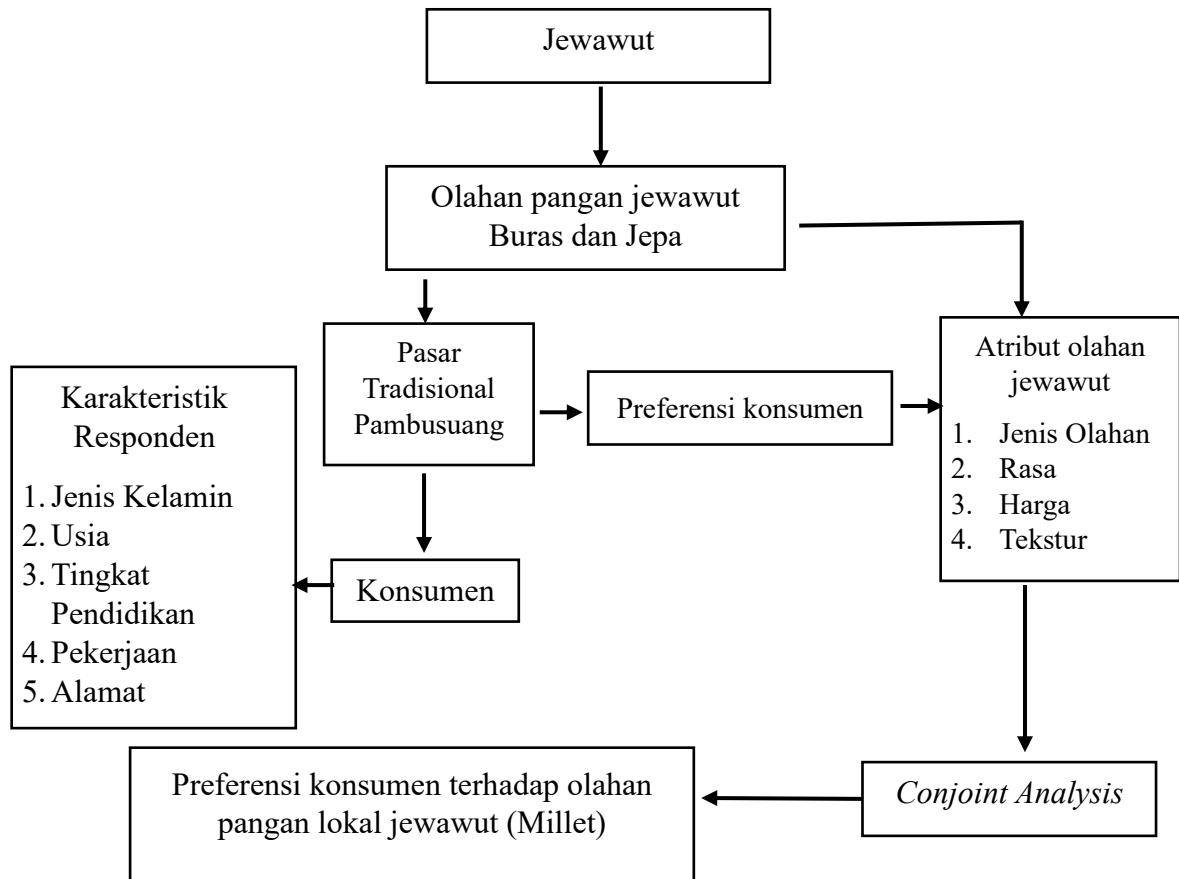 Jewawut
Olahan pangan jewawut
Buras dan Jepa
Pasar
Tradisional
Pambusuang
Preferensi konsumen
Atribut olahan
jewawut
1. Jenis Olahan
2. Rasa
3. Harga
4. Tekstur
Karakteristik
Responden
1. Jenis Kelamin
2. Usia
3. Tingkat
Pendidikan
4. Pekerjaan
5. Alamat
Konsumen
Preferensi konsumen terhadap olahan
pangan lokal jewawut (Millet)
Conjoint Analysis